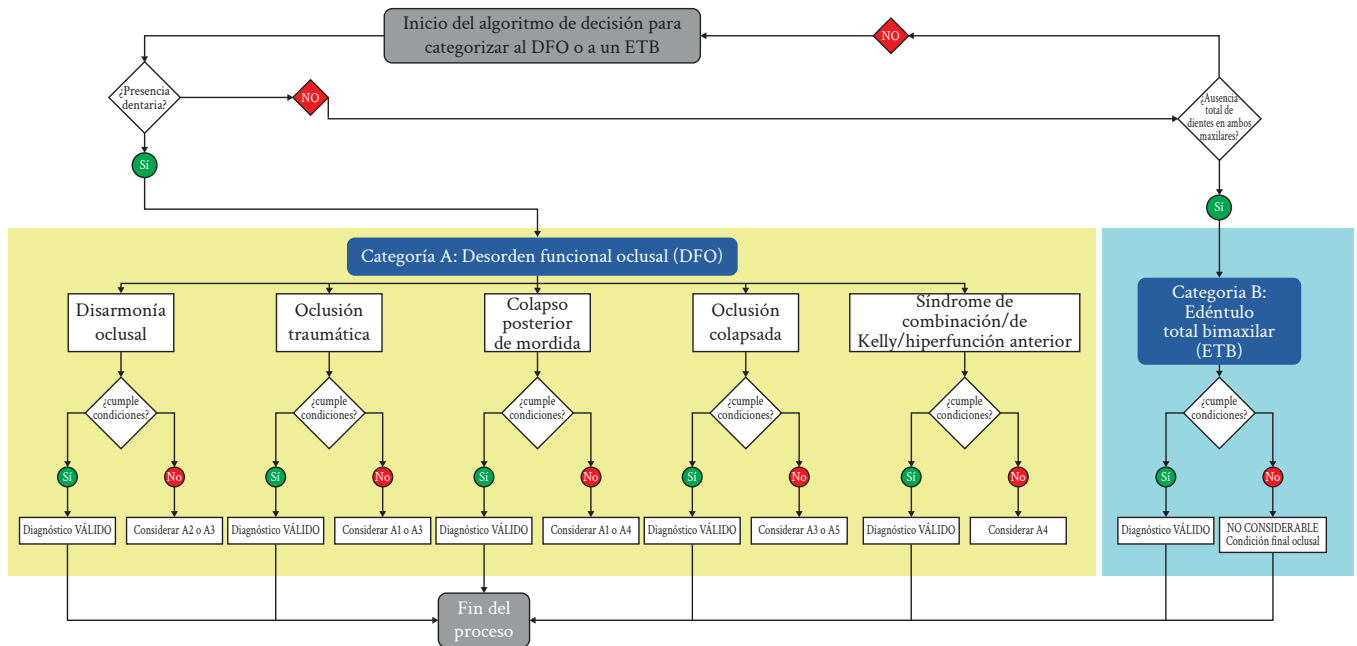 Inicio del algoritmo de decisión para
categorizar al DFO o a un ETB
NO
¿Presencia
dentaria?
NO
¿Ausencia
total de
dientes en ambos
maxilares?
Sí
Sí
Categoría A: Desorden funcional oclusal (DFO)
Disarmonía
oclusal
Oclusión
traumática
Colapso
posterior
de mordida
Oclusión
colapsada
Síndrome de
combinación/de
Kelly/hiperfunción anterior
Categoria B:
Edéntulo
total bimaxilar
(ETB)
¿cumple
condiciones?
¿cumple
condiciones?
¿cumple
condiciones?
¿cumple
condiciones?
¿cumple
condiciones?
¿cumple
condiciones?
Sí
No
Sí
No
Sí
No
Sí
No
Sí
No
Sí
No
Diagnóstico VÁLIDO
Considerar A2 o A3
Diagnóstico VÁLIDO
Considerar A1 o A3
Diagnóstico VÁLIDO
Considerar A1 o A4
Diagnóstico VÁLIDO
Considerar A3 o A5
Diagnóstico VÁLIDO
Considerar A4
Diagnóstico VÁLIDO
NO CONSIDERABLE
Condición final oclusal
Fin del
proceso